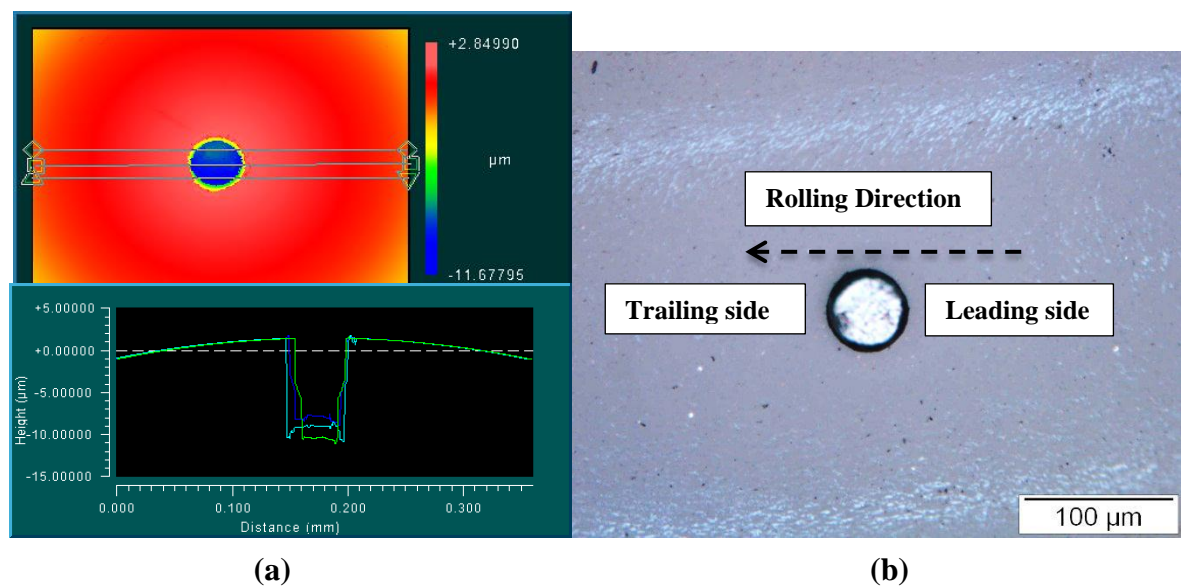 +2.84990
µm
-11.67795
+5.00000
+0.00000
-5.00000
-10.00000
-15.00000
Height (µm)
0.000
0.100
0.200
0.300
Distance (mm)
Rolling Direction
Trailing side
Leading side
100 µm
(a)
(b)